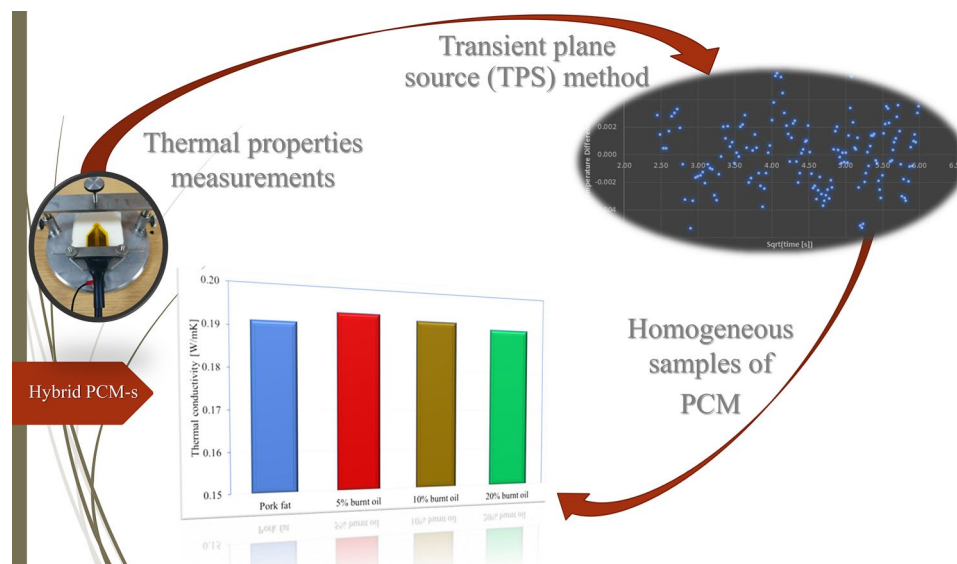 Transient plane
source (TPS) method
Thermal properties
measurements
0.002
0.000
-0.002
2.00
3.00
3.50
4.00
4.50
5.00
5.50
6.00
Sqrt(time [s])
Hybrid PCM-s
Homogeneous
samples of
PCM
Thermal conductivity [W/mK]
0.20
0.19
0.18
0.17
0.16
0.15
Pork fat
5% burnt oil
10% burnt oil
20% burnt oil